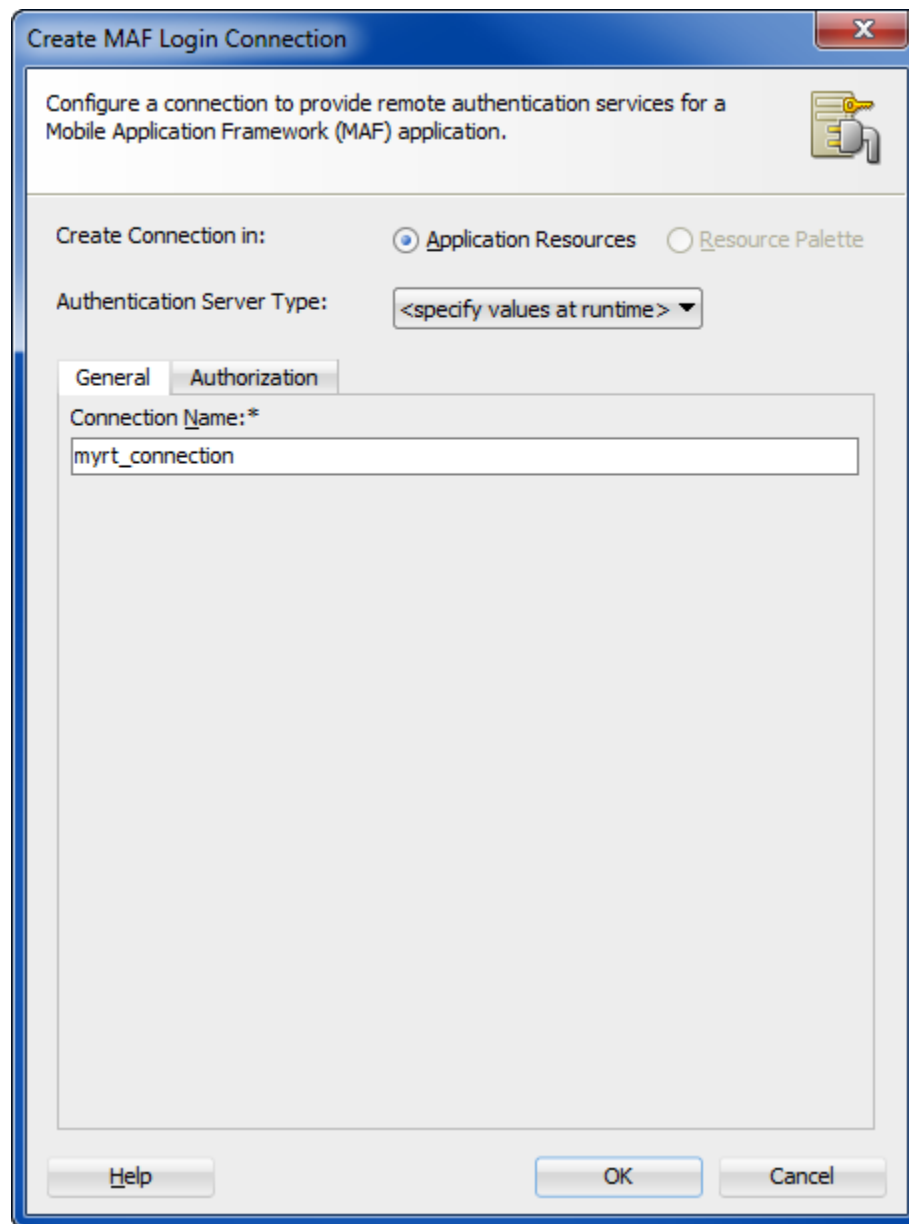 Create MAF Login Connection
Configure a connection to provide remote authentication services for a
Mobile Application Framework (MAF) application.
Create Connection in:
Application Resources
Resource Palette
Authentication Server Type:
<specify values at runtime>
General
Authorization
Connection Name:*
myrt_connection
Help
OK
Cancel